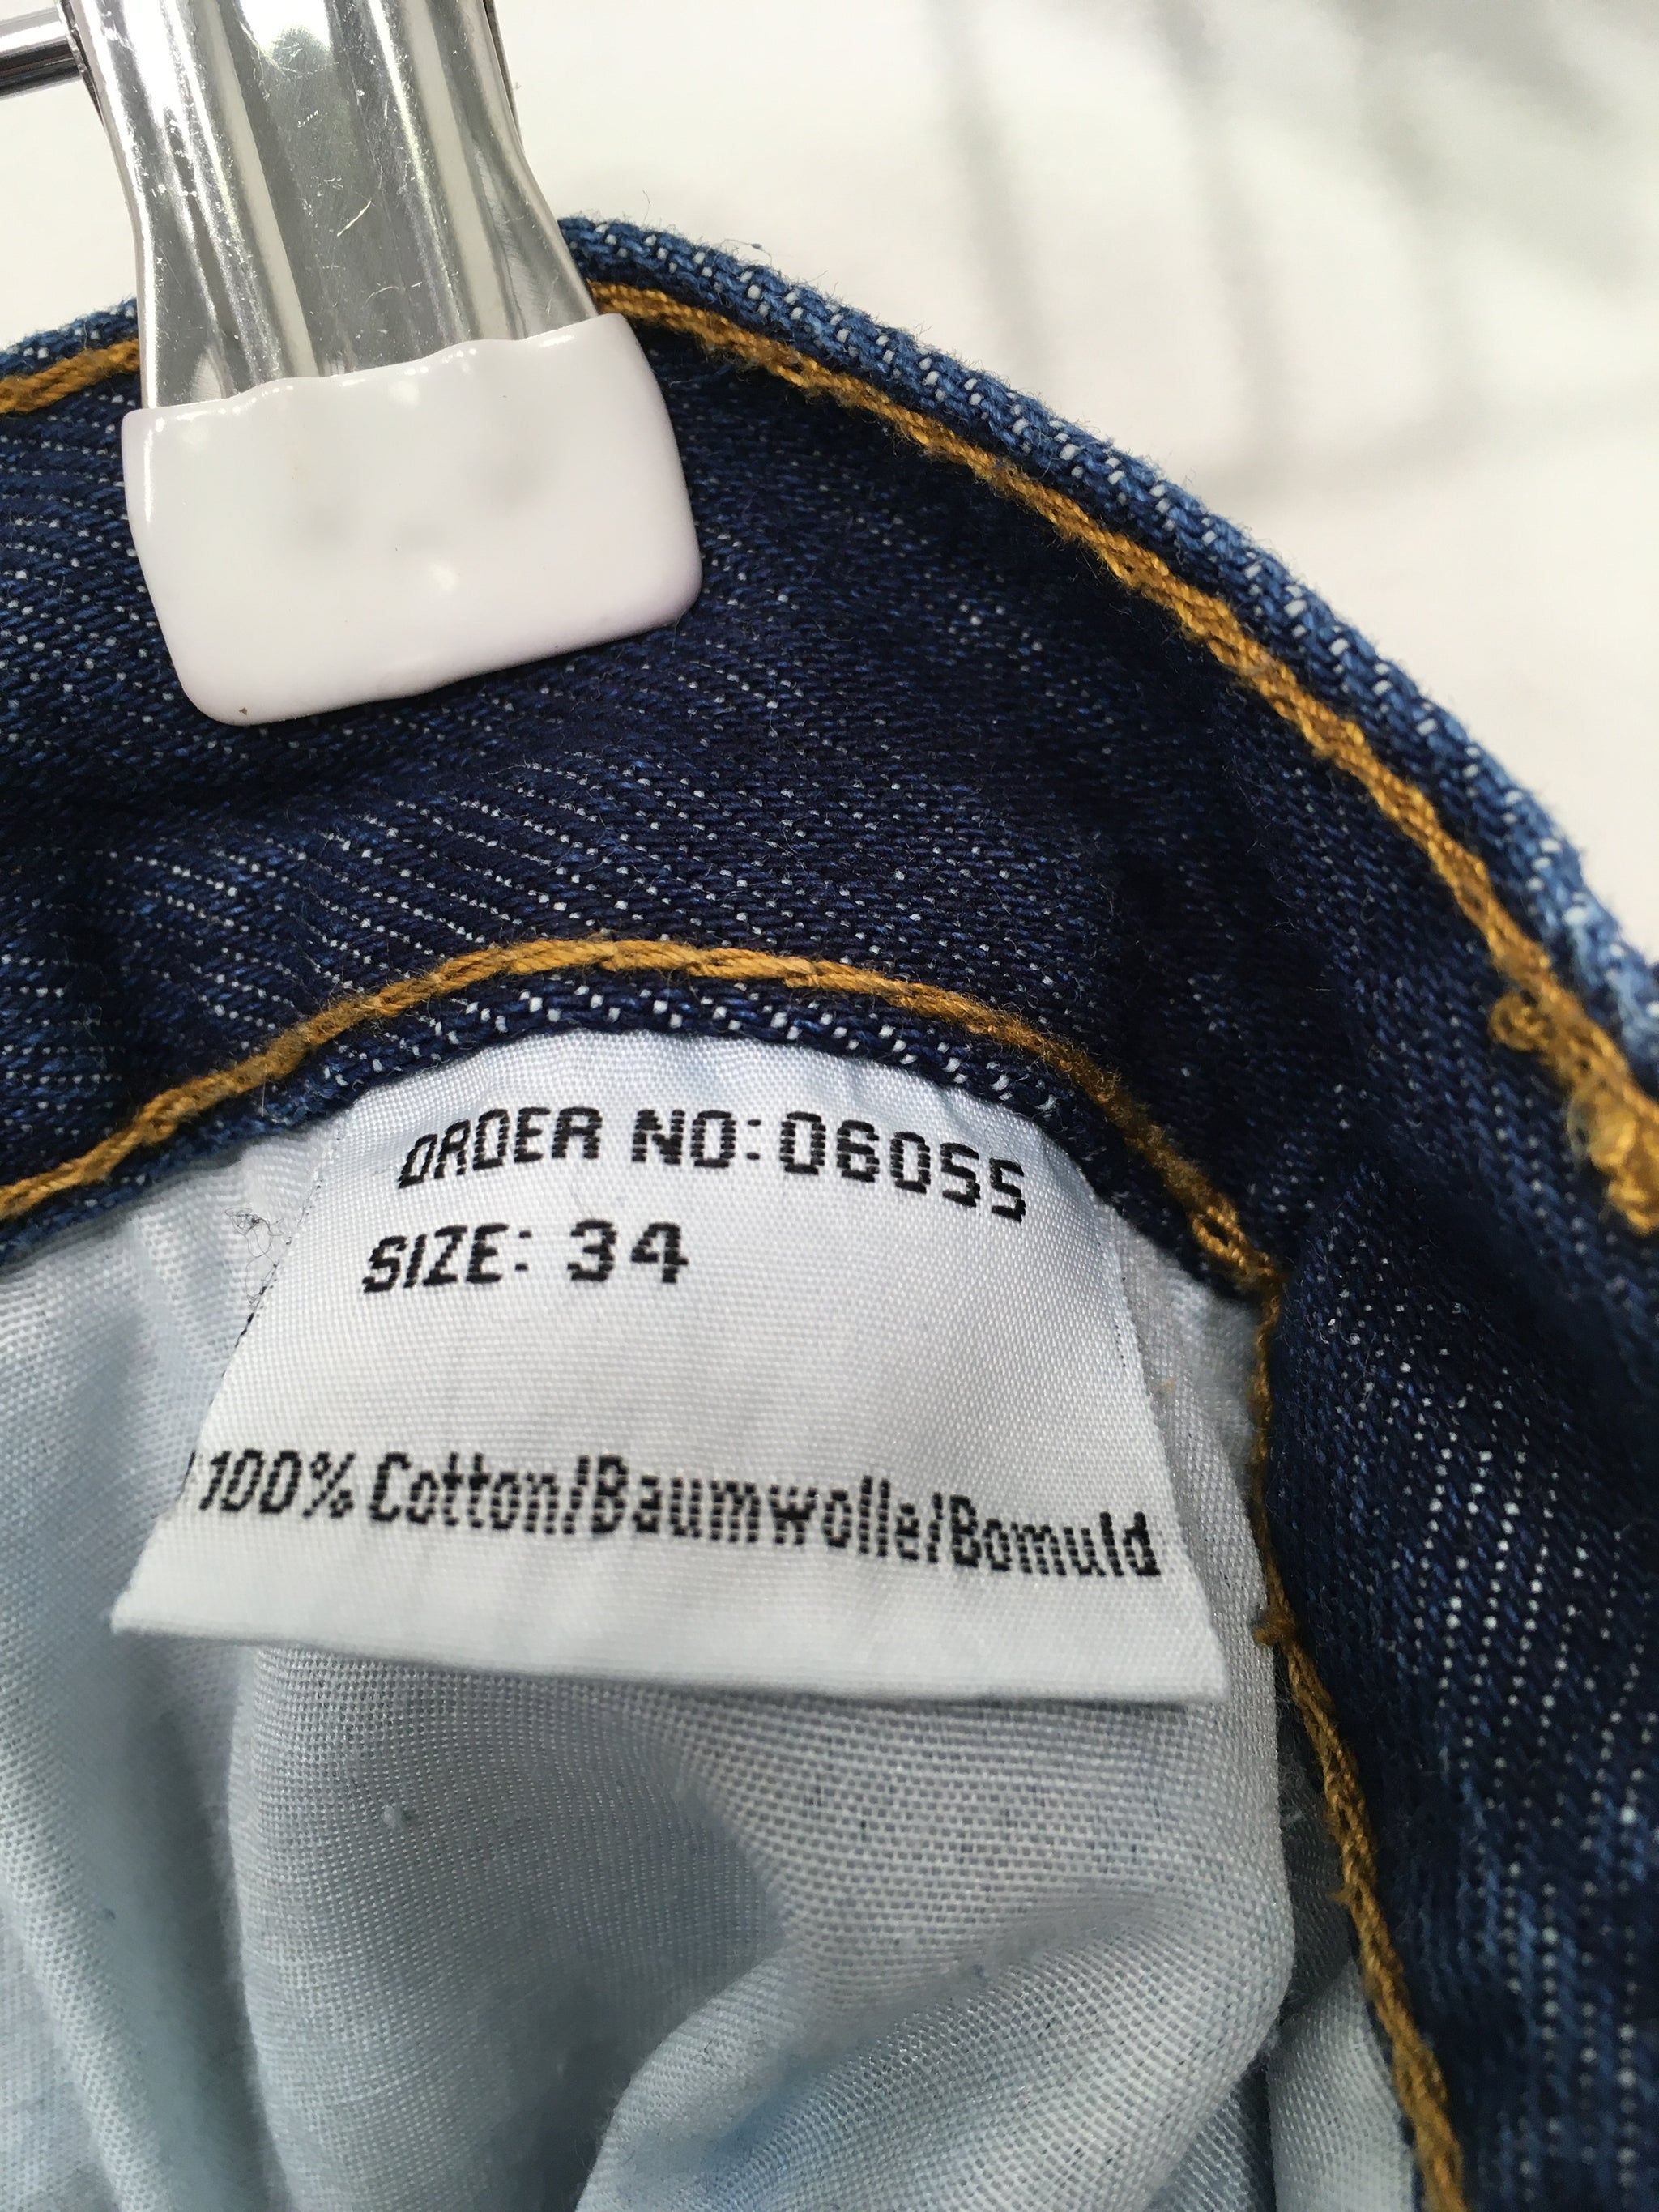 ORDER NO:06055
SIZE: 34
100% Cotton/Baumwolle/Bomuld